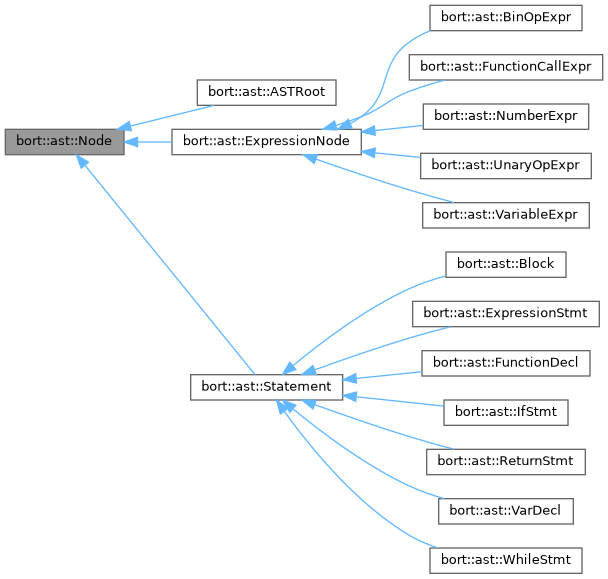 bort::ast::BinOpExpr
bort::ast::FunctionCallExpr
bort::ast::ASTRoot
bort::ast::NumberExpr
bort::ast::Node
bort::ast::ExpressionNode
bort::ast::UnaryOpExpr
bort::ast::VariableExpr
bort::ast::Block
bort::ast::ExpressionStmt
bort::ast::FunctionDecl
bort::ast::Statement
bort::ast::IfStmt
bort::ast::ReturnStmt
bort::ast::VarDecl
bort::ast::WhileStmt